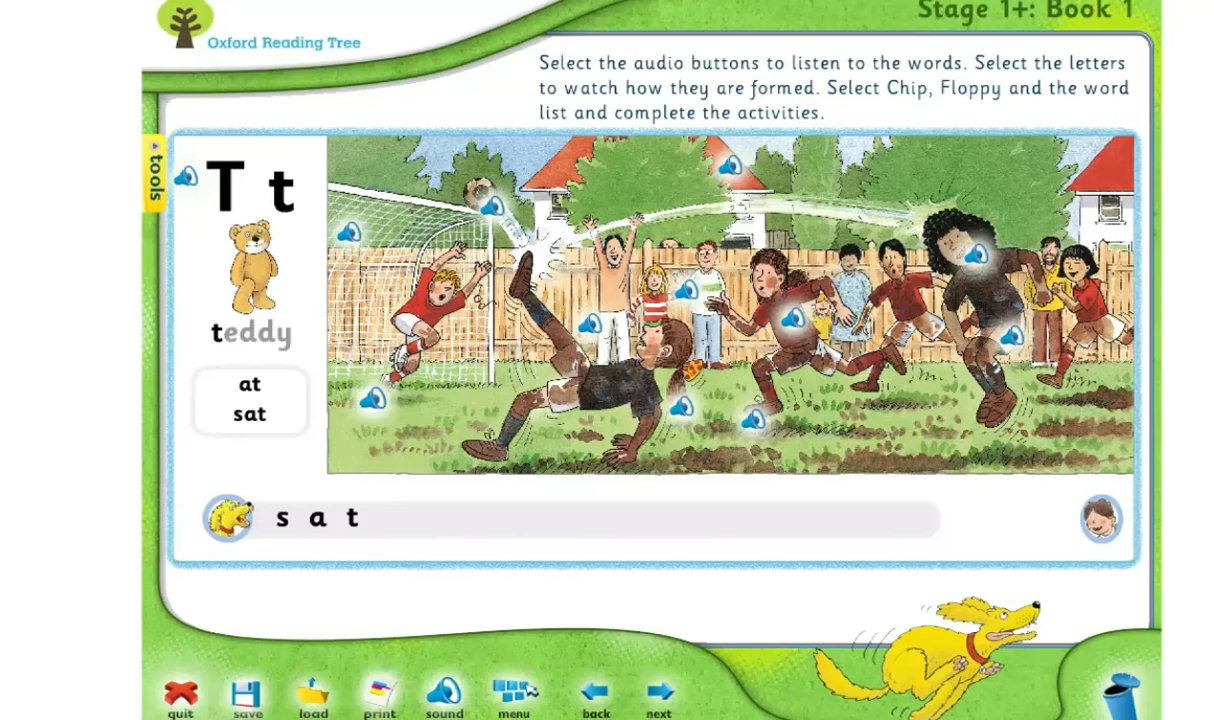 Stage 1+: Book 1
Oxford Reading Tree
Select the audio buttons to listen to the words. Select the letters
to watch how they are formed. Select Chip, Floppy and the word
list and complete the activities.
tools
T t
teddy
at
sat
s a t
quit save load print sound menu back next